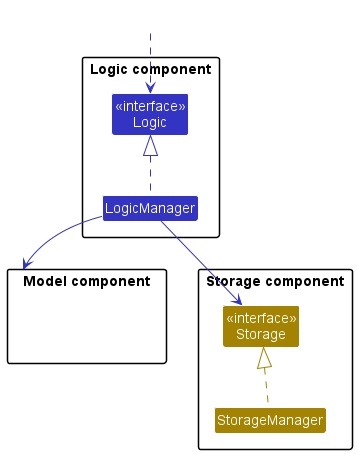 Logic component
«interface»
Logic
LogicManager
Model component
Storage component
«interface»
Storage
StorageManager